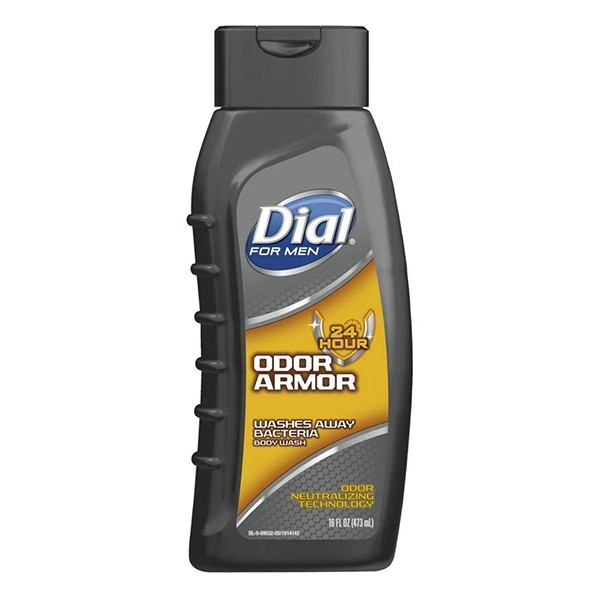 Dial®
FOR MEN
24
HOUR
ODOR
ARMOR
WASHES AWAY
BACTERIA
BODY WASH
ODOR
NEUTRALIZING
TECHNOLOGY
16 FL OZ (473 mL)